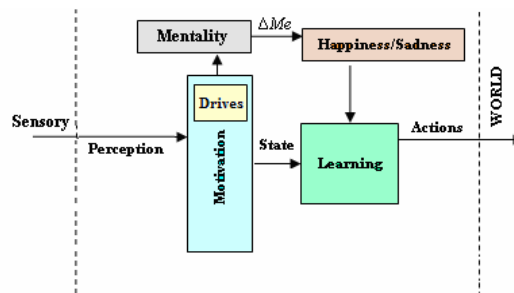 Mentality
ΔMe
Happiness/Sadness
Drives
Sensory
Perception
Motivation
State
Learning
Actions
WORLD